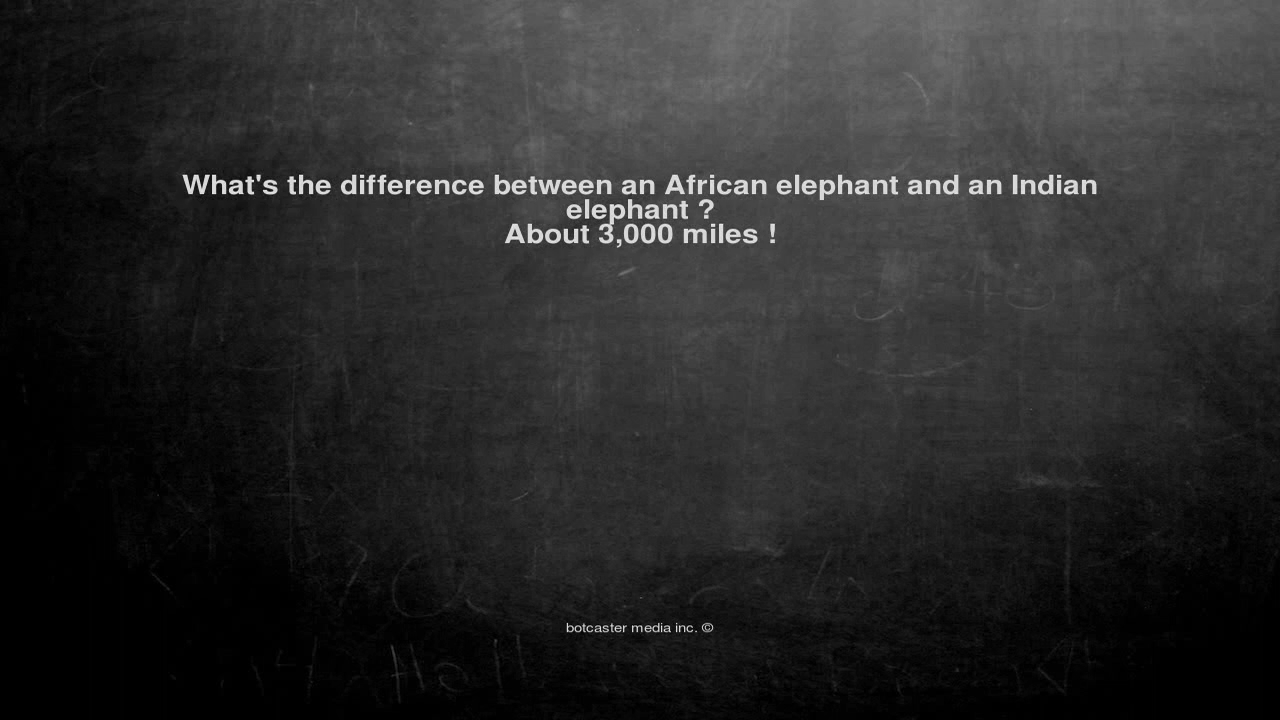 What's the difference between an African elephant and an Indian
elephant ?
About 3,000 miles !
botcaster media inc. ©